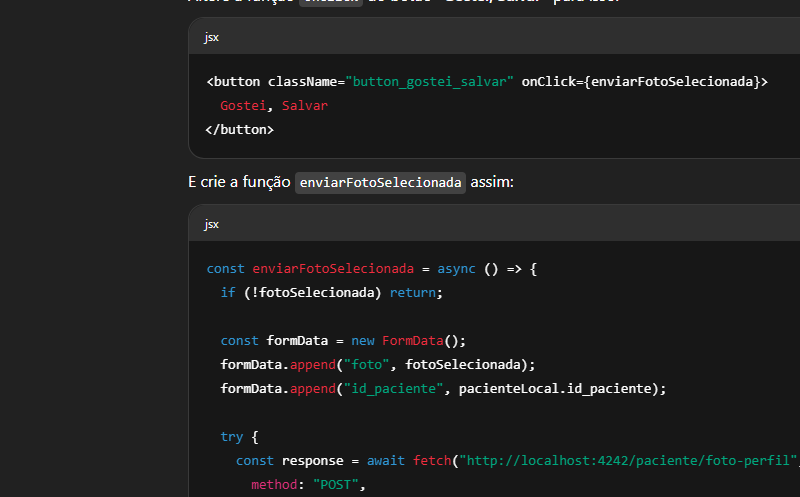 jsx
<button className="button_gostei_salvar" onClick={enviarFotoSelecionada}>
Gostei, Salvar
</button>
E crie a função enviarFotoSelecionada assim:
jsx
const enviarFotoSelecionada = async () => {
if (!fotoSelecionada) return;
const formData = new FormData();
formData.append("foto", fotoSelecionada);
formData.append("id_paciente", pacienteLocal.id_paciente);
try {
const response = await fetch("http://localhost:4242/paciente/foto-perfil",
method: "POST",